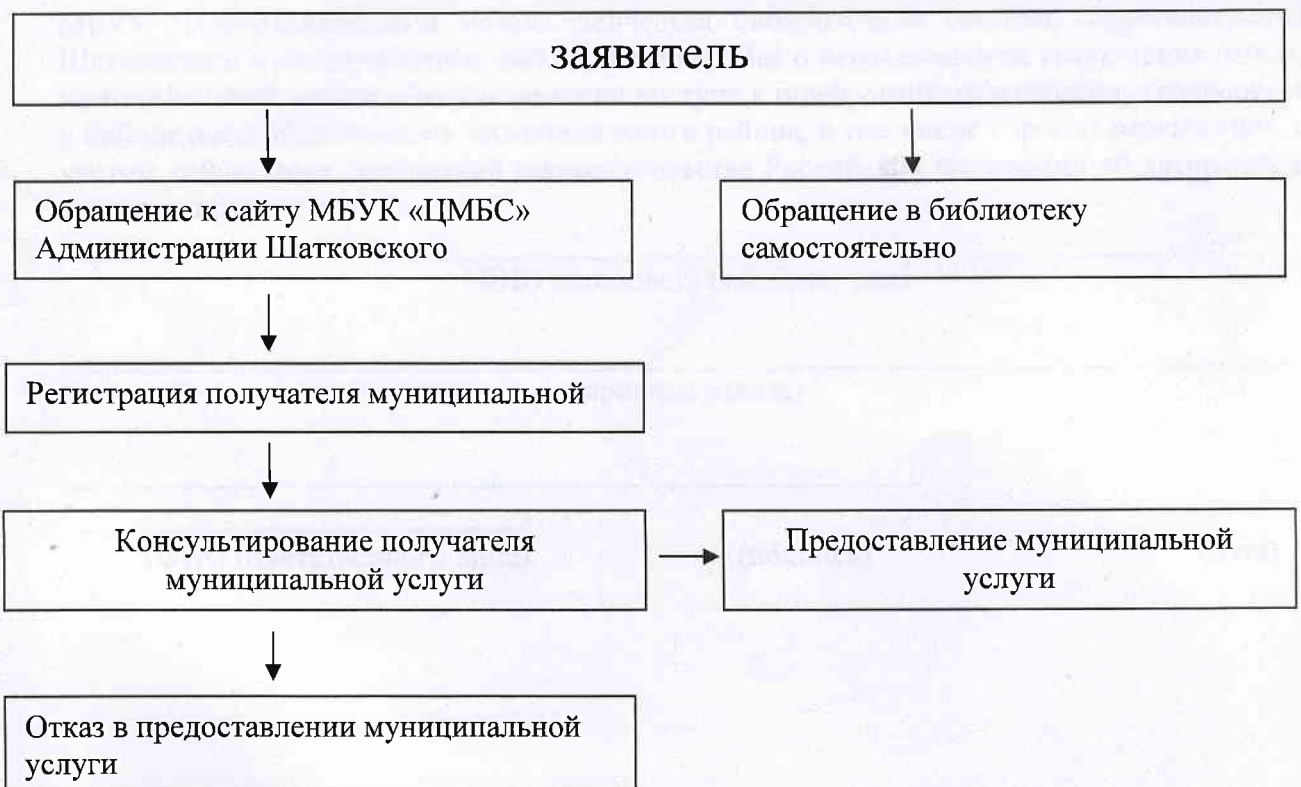 заявитель
Обращение к сайту МБУК «ЦМБС»
Администрации Шатковского
Обращение в библиотеку
самостоятельно
Регистрация получателя муниципальной
Консультирование получателя
муниципальной услуги
Предоставление муниципальной
услуги
Отказ в предоставлении муниципальной
услуги